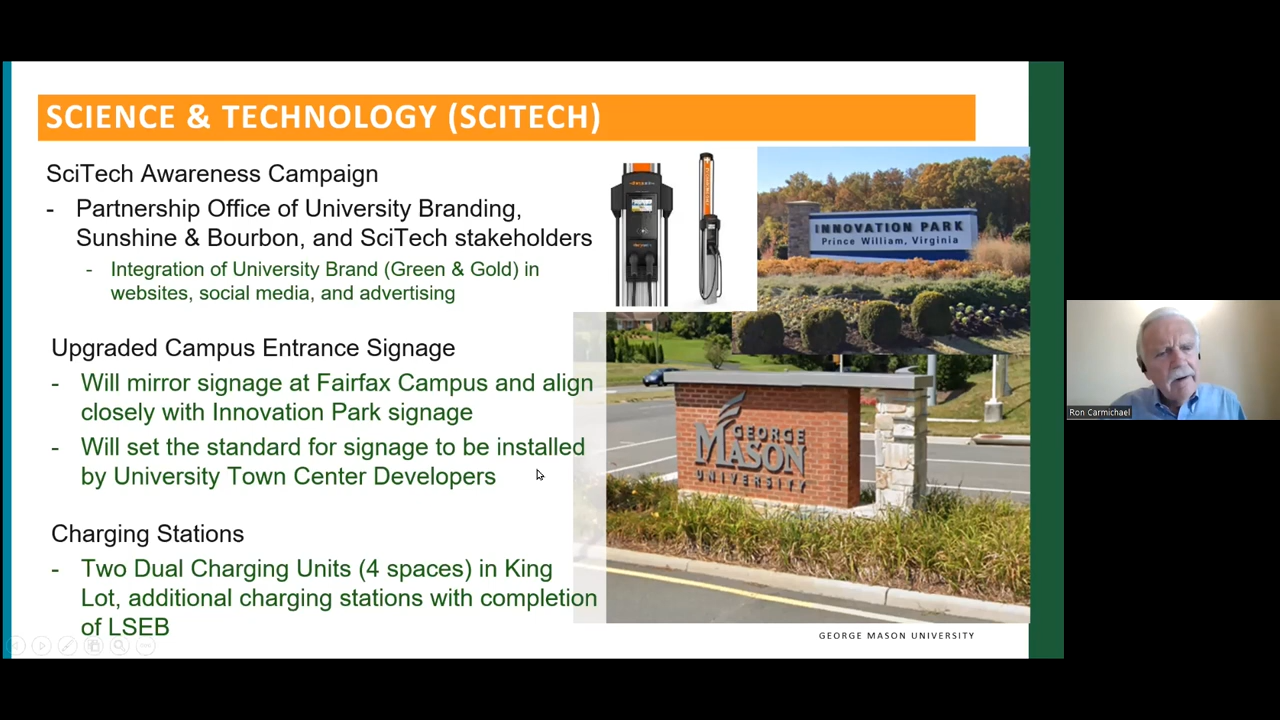 SCIENCE & TECHNOLOGY (SCITECH)
SciTech Awareness Campaign
- Partnership Office of University Branding,
Sunshine & Bourbon, and SciTech stakeholders
- Integration of University Brand (Green & Gold) in
websites, social media, and advertising
Upgraded Campus Entrance Signage
- Will mirror signage at Fairfax Campus and align
closely with Innovation Park signage
- Will set the standard for signage to be installed
by University Town Center Developers
Charging Stations
- Two Dual Charging Units (4 spaces) in King
Lot, additional charging stations with completion
of LSEB
INNOVATION PARK
Prince William, Virginia
GEORGE
MASON
UNIVERSITY
GEORGE MASON UNIVERSITY
Ron Carmichael